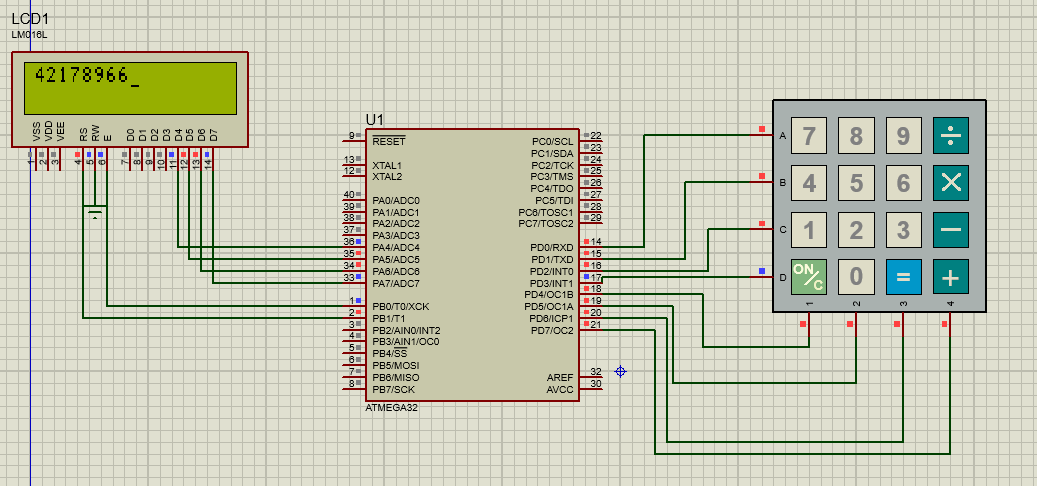 LCD1
LM016L
42178966_
VSS VDD VEE RS RW E D0 D1 D2 D3 D4 D5 D6 D7
1 2 3 4 5 6 7 8 9 10 11 12 13 14
U1
9 RESET PC0/SCL 22
PC1/SDA 23
13 XTAL1 PC2/TCK 24
12 XTAL2 PC3/TMS 25
PC4/TDO 26
40 PA0/ADC0 PC5/TDI 27
39 PA1/ADC1 PC6/TOSC1 28
38 PA2/ADC2 PC7/TOSC2 29
37 PA3/ADC3
36 PA4/ADC4 PD0/RXD 14
35 PA5/ADC5 PD1/TXD 15
34 PA6/ADC6 PD2/INT0 16
33 PA7/ADC7 PD3/INT1 17
PD4/OC1B 18
1 PB0/T0/XCK PD5/OC1A 19
2 PB1/T1 PD6/ICP1 20
3 PB2/AIN0/INT2 PD7/OC2 21
4 PB3/AIN1/OC0
5 PB4/SS
6 PB5/MOSI
7 PB6/MISO AREF 32
8 PB7/SCK AVCC 30
ATMEGA32
A 7 8 9 ÷
B 4 5 6 ×
C 1 2 3 −
D ON/C 0 = +
1 2 3 4